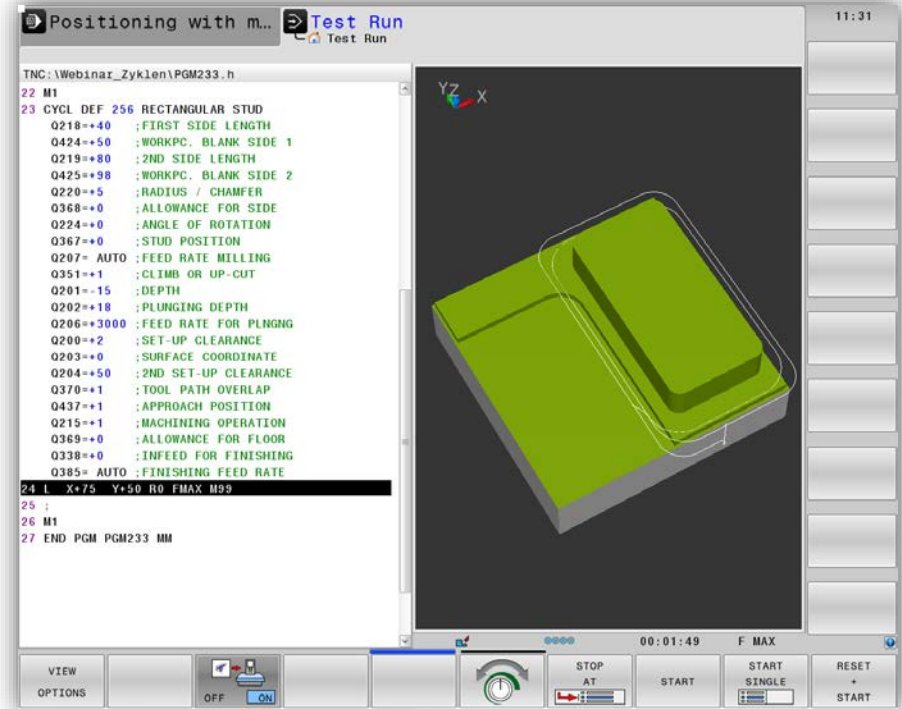 Positioning with m…
Test Run
Test Run
11:31
TNC:\Webinar_Zyklen\PGM233.h
22 M1
23 CYCL DEF 256 RECTANGULAR STUD
Q218=+40 ;FIRST SIDE LENGTH
Q424=+50 ;WORKPC. BLANK SIDE 1
Q219=+80 ;2ND SIDE LENGTH
Q425=+98 ;WORKPC. BLANK SIDE 2
Q220=+5 ;RADIUS / CHAMFER
Q368=+0 ;ALLOWANCE FOR SIDE
Q224=+0 ;ANGLE OF ROTATION
Q367=+0 ;STUD POSITION
Q207= AUTO ;FEED RATE MILLING
Q351=+1 ;CLIMB OR UP-CUT
Q201=-15 ;DEPTH
Q202=+18 ;PLUNGING DEPTH
Q206=+3000 ;FEED RATE FOR PLNGNG
Q200=+2 ;SET-UP CLEARANCE
Q203=+0 ;SURFACE COORDINATE
Q204=+50 ;2ND SET-UP CLEARANCE
Q370=+1 ;TOOL PATH OVERLAP
Q437=+1 ;APPROACH POSITION
Q215=+1 ;MACHINING OPERATION
Q369=+0 ;ALLOWANCE FOR FLOOR
Q338=+0 ;INFEED FOR FINISHING
Q385= AUTO ;FINISHING FEED RATE
24 L X+75 Y+50 R0 FMAX M99
25 ;
26 M1
27 END PGM PGM233 MM
YZ X
00:01:49 F MAX
VIEW
OPTIONS
OFF ON
STOP
AT
START
START
SINGLE
RESET
+
START